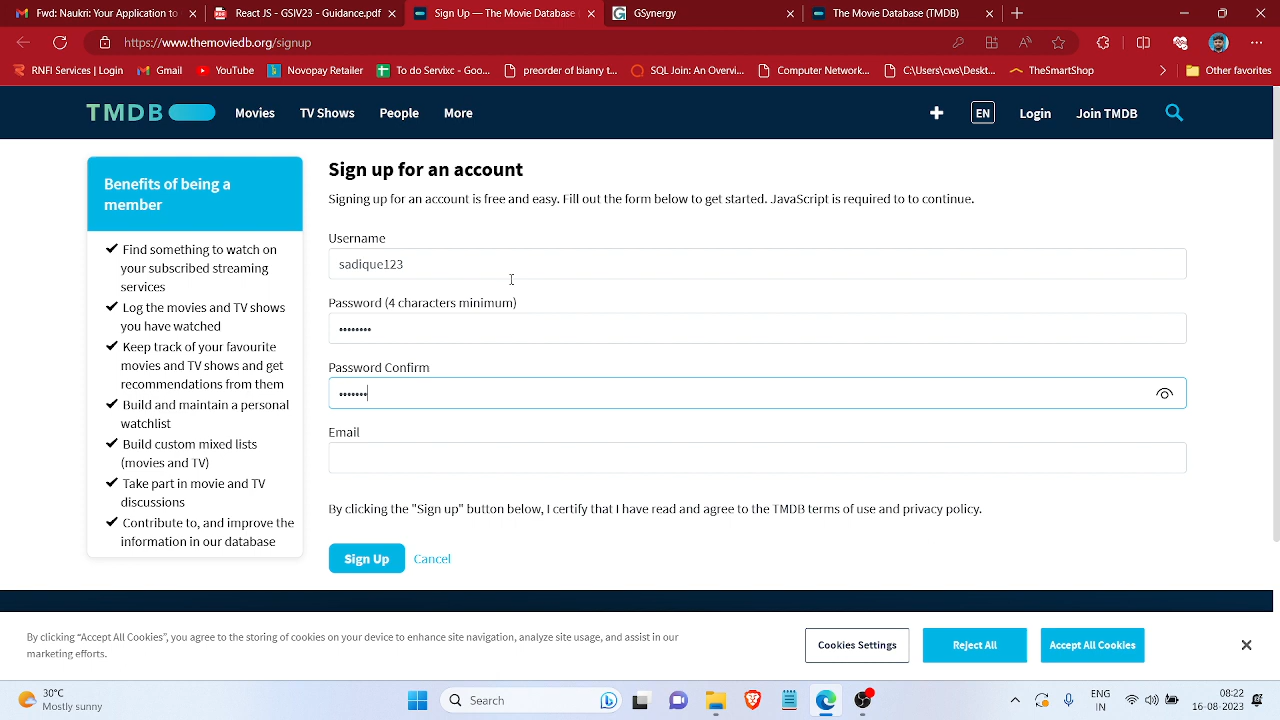 Fwd: Naukri: Your Application to
React JS - GSIV23 - Guidance.pdf
Sign Up — The Movie Database
GSynergy
The Movie Database (TMDB)
https://www.themoviedb.org/signup
RNFI Services | Login
Gmail
YouTube
Novopay Retailer
To do Servixc - Goo...
preorder of bianry t...
SQL Join: An Overvi...
Computer Network...
C:\Users\cws\Deskt...
TheSmartShop
Other favorites
TMDB
Movies
TV Shows
People
More
EN
Login
Join TMDB
Benefits of being a
member
Find something to watch on
your subscribed streaming
services
Log the movies and TV shows
you have watched
Keep track of your favourite
movies and TV shows and get
recommendations from them
Build and maintain a personal
watchlist
Build custom mixed lists
(movies and TV)
Take part in movie and TV
discussions
Contribute to, and improve the
information in our database
Sign up for an account
Signing up for an account is free and easy. Fill out the form below to get started. JavaScript is required to to continue.
Username
sadique123
Password (4 characters minimum)
••••••••
Password Confirm
•••••••
Email
By clicking the "Sign up" button below, I certify that I have read and agree to the TMDB terms of use and privacy policy.
Sign Up
Cancel
By clicking “Accept All Cookies”, you agree to the storing of cookies on your device to enhance site navigation, analyze site usage, and assist in our
marketing efforts.
Cookies Settings
Reject All
Accept All Cookies
30°C
Mostly sunny
Search
ENG
IN
08:22
16-08-2023